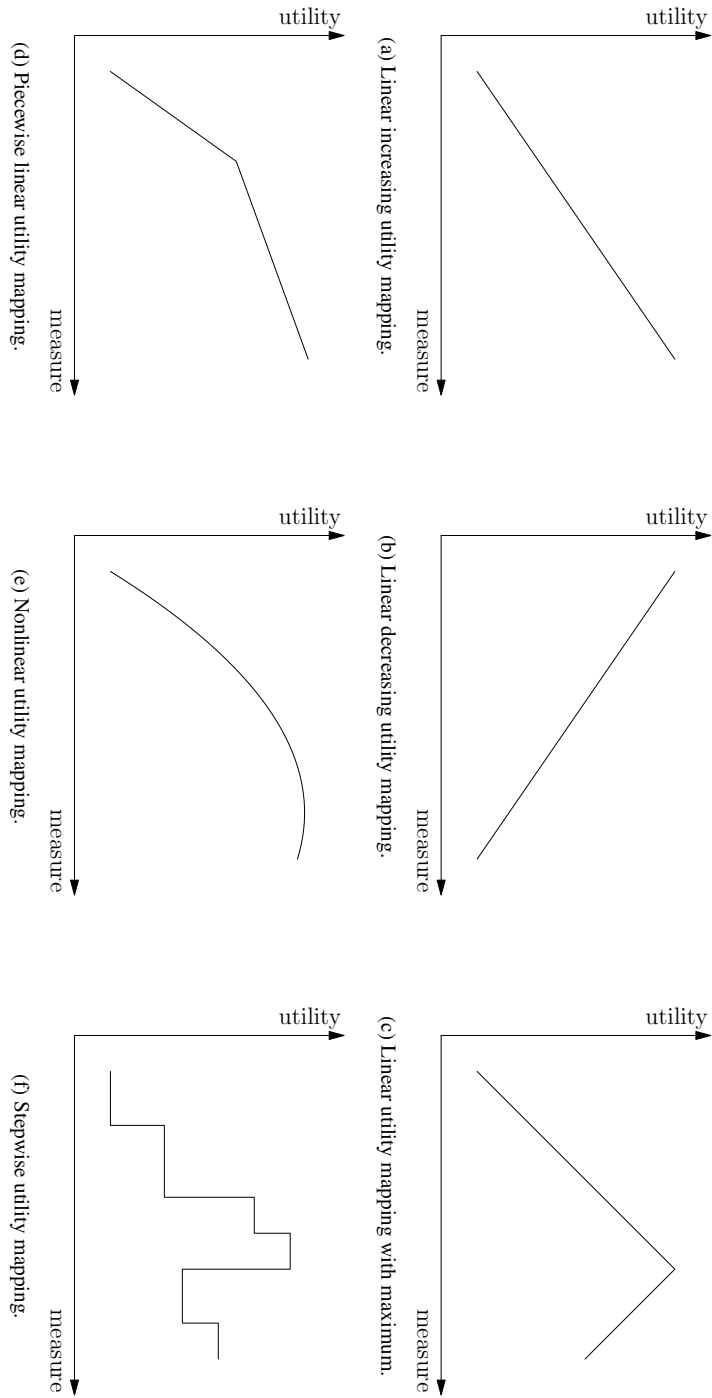 utility
measure
(a) Linear increasing utility mapping.
utility
measure
(b) Linear decreasing utility mapping.
utility
measure
(c) Linear utility mapping with maximum.
utility
measure
(d) Piecewise linear utility mapping.
utility
measure
(e) Nonlinear utility mapping.
utility
measure
(f) Stepwise utility mapping.